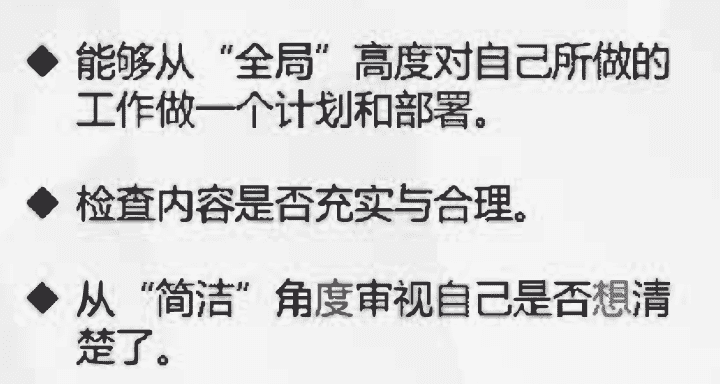 ◆ 能够从“全局”高度对自己所做的
工作做一个计划和部署。
◆ 检查内容是否充实与合理。
◆ 从“简洁”角度审视自己是否想清
楚了。